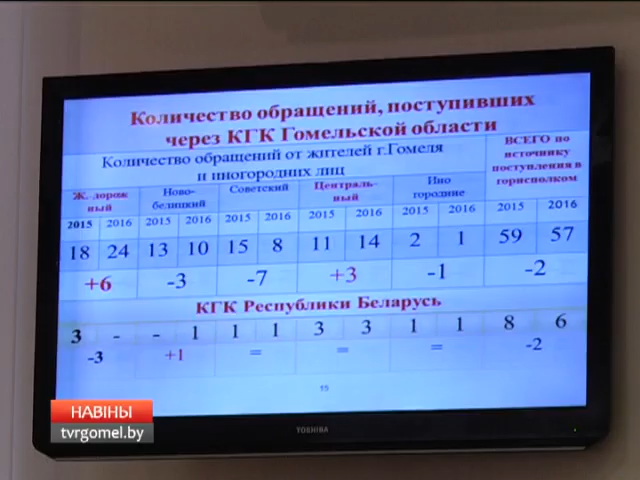 Количество обращений, поступивших
через КГК Гомельской области
Количество обращений от жителей г.Гомеля
и иногородних лиц
ВСЕГО по
источнику
поступления в
горисполком
Ж. дорож
ный
Ново-
белицкий
Советский
Централь-
ный
Ино
городние
2015 2016 2015 2016 2015 2016 2015 2016 2015 2016 2015 2016
18 24 13 10 15 8 11 14 2 1 59 57
+6 -3 -7 +3 -1 -2
КГК Республики Беларусь
3 - - 1 1 1 3 3 1 1 8 6
-3 +1 = = = -2
15
НАВІНЫ
tvrgomel.by
TOSHIBA